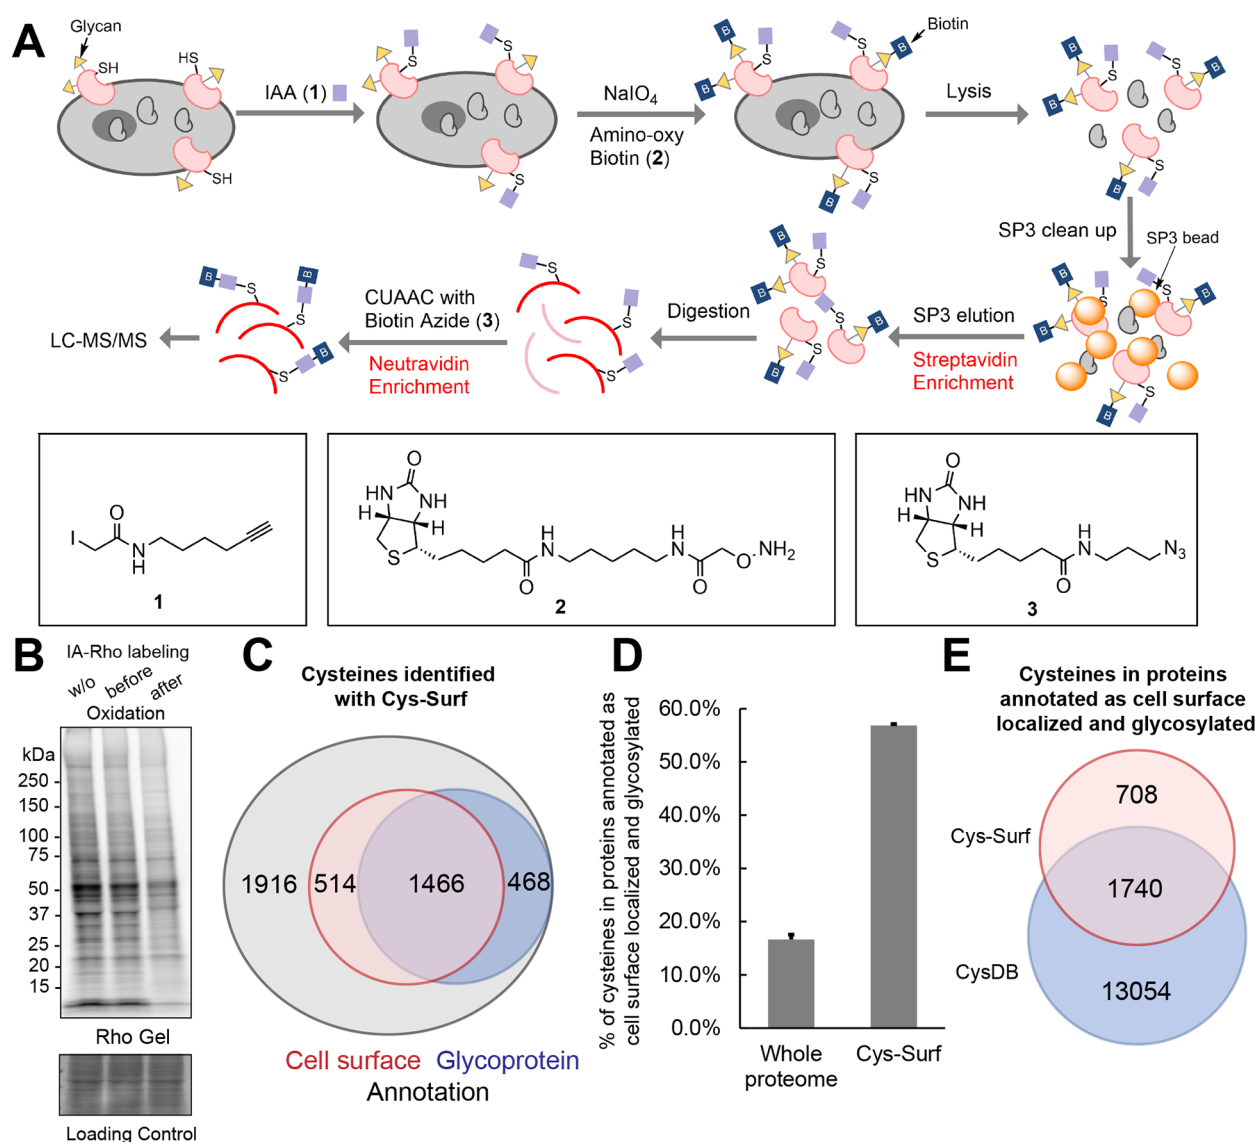 A
Glycan
SH
HS
SH
IAA (1)
S
S
S
NaIO4
Amino-oxy
Biotin (2)
B
B
B
B
S
S
S
Biotin
Lysis
B
B
B
B
S
S
S
SP3 clean up
SP3 bead
B
B
B
B
S
S
S
SP3 elution
Streptavidin
Enrichment
B
B
B
B
S
S
S
Digestion
S
S
S
CUAAC with
Biotin Azide (3)
Neutravidin
Enrichment
B
B
B
S
S
S
LC-MS/MS
I
O
N
H
1
O
HN
NH
H
H
S
O
H
N
H
N
O
O
NH2
2
O
HN
NH
H
H
S
O
H
N
N3
3
B
IA-Rho labeling
w/o before after
Oxidation
kDa
250
150
100
75
50
37
25
20
15
Rho Gel
Loading Control
C
Cysteines identified
with Cys-Surf
1916 514 1466 468
Cell surface Glycoprotein
Annotation
D
% of cysteines in proteins annotated as
cell surface localized and glycosylated
60.0%
50.0%
40.0%
30.0%
20.0%
10.0%
0.0%
Whole
proteome
Cys-Surf
E
Cysteines in proteins
annotated as cell surface
localized and glycosylated
708
Cys-Surf
1740
CysDB
13054